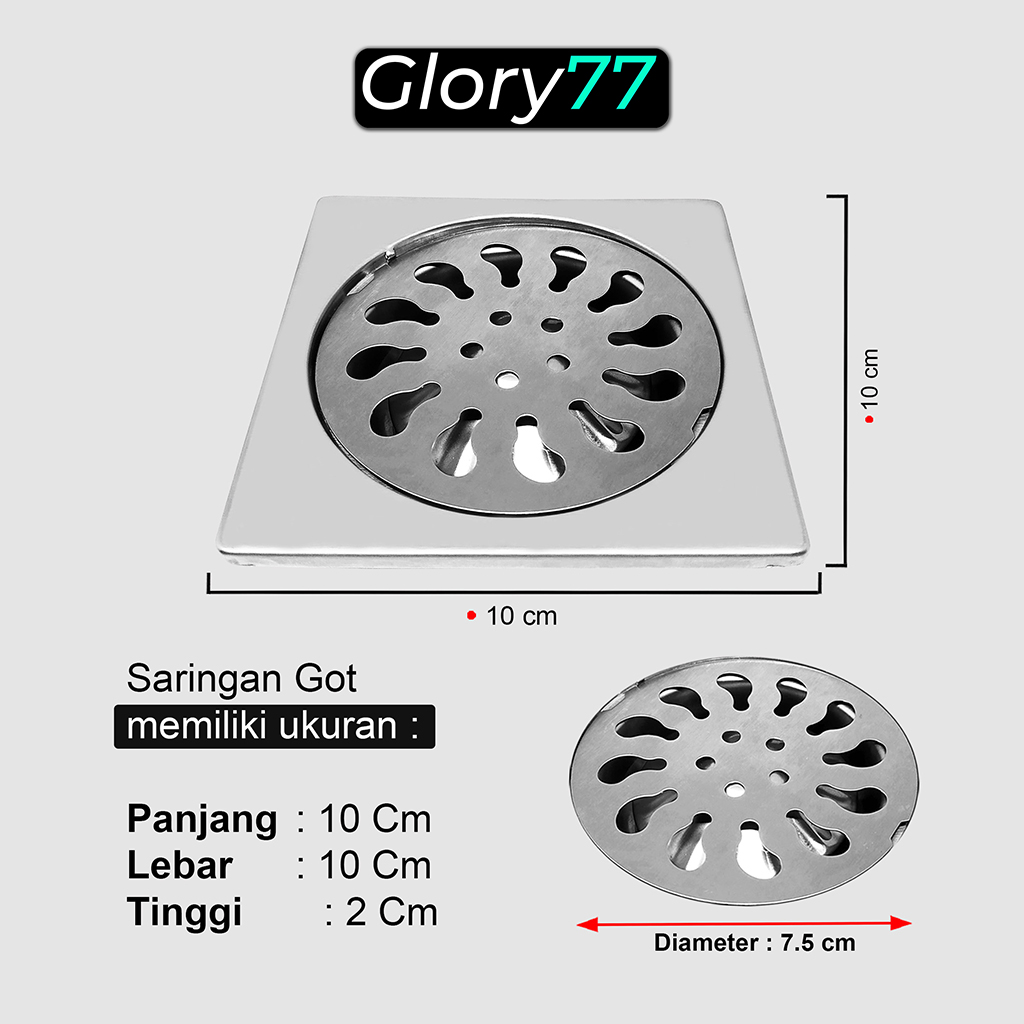 Glory77
• 10 cm
• 10 cm
Saringan Got
memiliki ukuran :
Panjang : 10 Cm
Lebar : 10 Cm
Tinggi : 2 Cm
Diameter : 7.5 cm